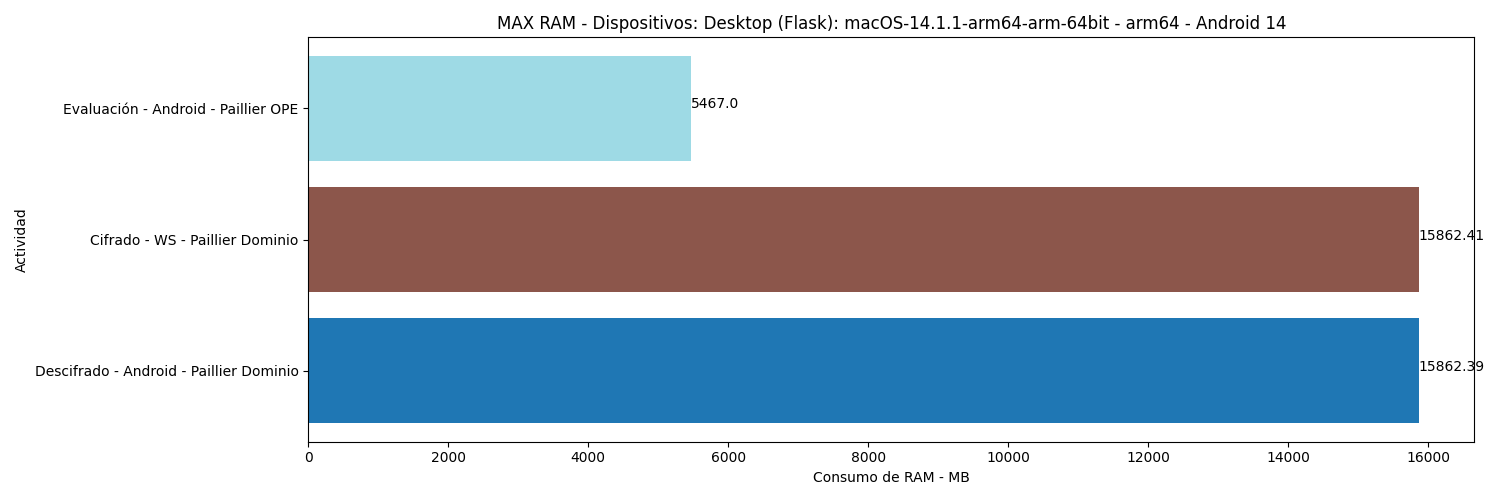 MAX RAM - Dispositivos: Desktop (Flask): macOS-14.1.1-arm64-arm-64bit - arm64 - Android 14
Evaluación - Android - Paillier OPE
5467.0
Cifrado - WS - Paillier Dominio
15862.41
Descifrado - Android - Paillier Dominio
15862.39
Actividad
0 2000 4000 6000 8000 10000 12000 14000 16000
Consumo de RAM - MB